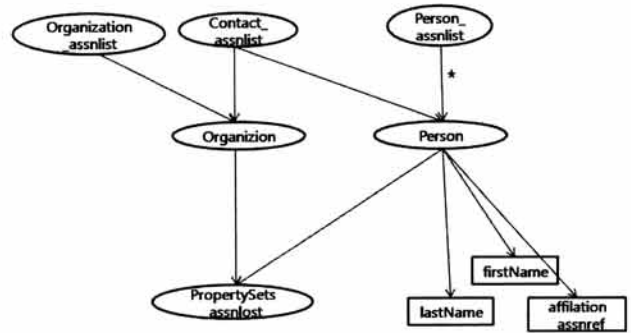 Organization
_assnlist
Contact_
assnlist
Person_
assnlist
*
Organizion
Person
PropertySets
assnlost
firstName
lastName
affilation
assnref